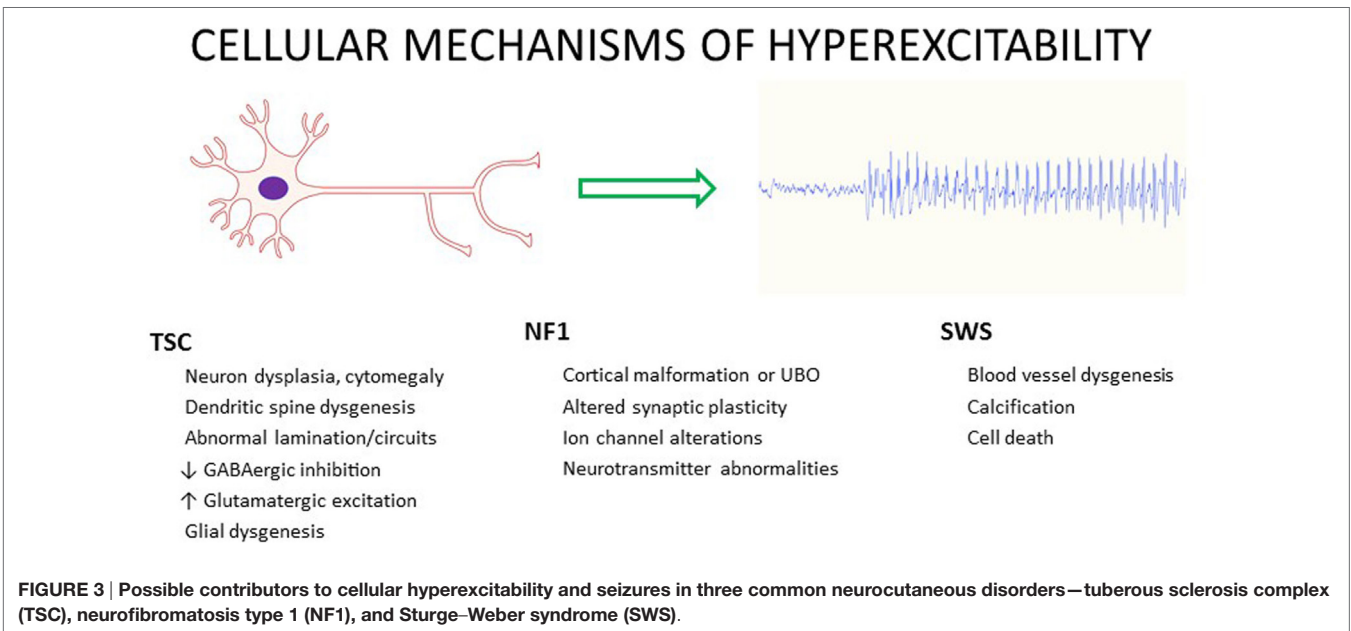 CELLULAR MECHANISMS OF HYPEREXCITABILITY
TSC
Neuron dysplasia, cytomegaly
Dendritic spine dysgenesis
Abnormal lamination/circuits
↓ GABAergic inhibition
↑ Glutamatergic excitation
Glial dysgenesis
NF1
Cortical malformation or UBO
Altered synaptic plasticity
Ion channel alterations
Neurotransmitter abnormalities
SWS
Blood vessel dysgenesis
Calcification
Cell death
FIGURE 3 | Possible contributors to cellular hyperexcitability and seizures in three common neurocutaneous disorders—tuberous sclerosis complex
(TSC), neurofibromatosis type 1 (NF1), and Sturge–Weber syndrome (SWS).